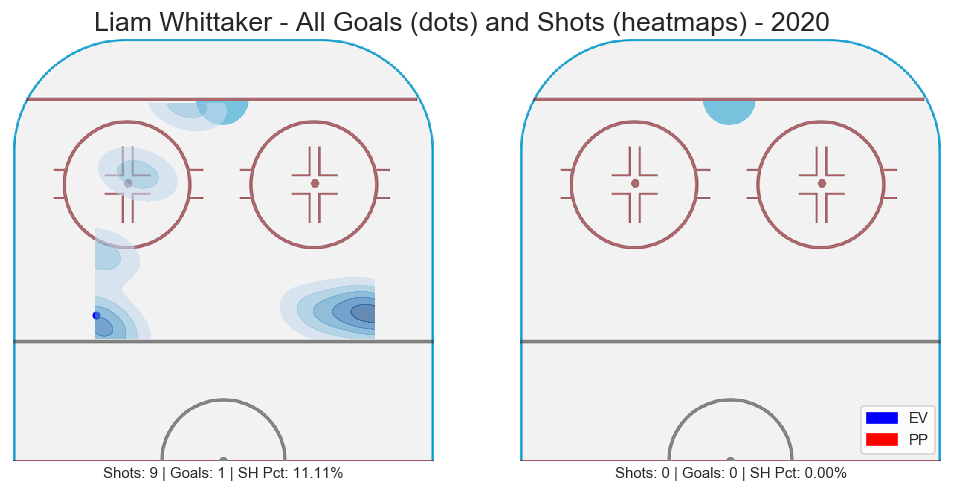 Liam Whittaker - All Goals (dots) and Shots (heatmaps) - 2020
EV
PP
Shots: 9 | Goals: 1 | SH Pct: 11.11%
Shots: 0 | Goals: 0 | SH Pct: 0.00%